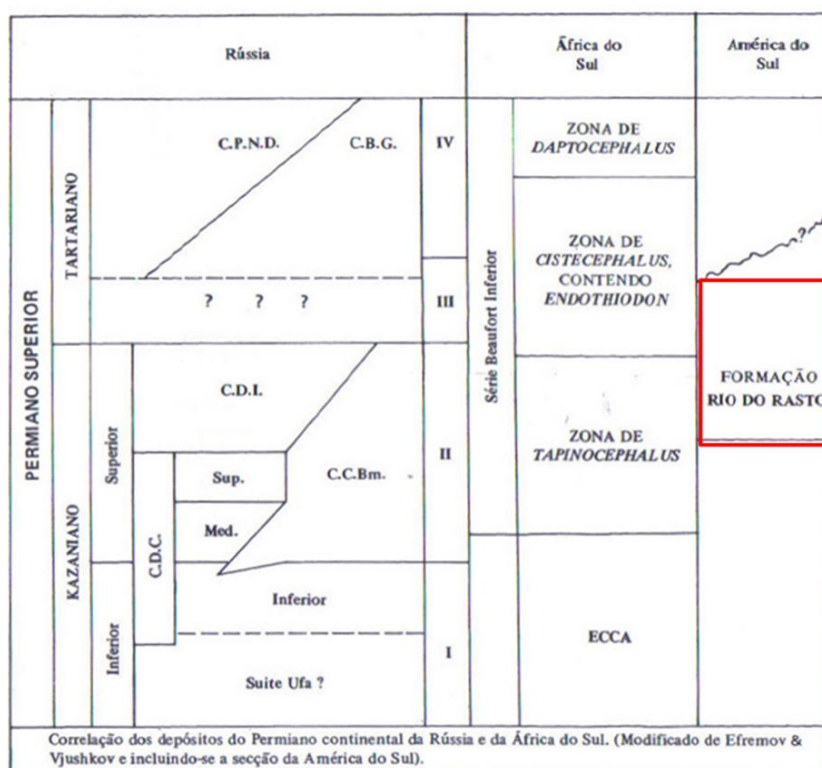 Rússia
África do
Sul
América do
Sul
PERMIANO SUPERIOR
TARTARIANO
KAZANIANO
Superior
Inferior
C.P.N.D.
C.B.G.
IV
? ? ?
III
C.D.I.
C.D.C.
Sup.
Med.
C.C.Bm.
II
Inferior
Suite Ufa ?
I
Série Beaufort Inferior
ZONA DE
DAPTOCEPHALUS
ZONA DE
CISTECEPHALUS,
CONTENDO
ENDOTHIODON
ZONA DE
TAPINOCEPHALUS
ECCA
?
FORMAÇÃO
RIO DO RASTO
Correlação dos depósitos do Permiano continental da Rússia e da África do Sul. (Modificado de Efremov &
Vjushkov e incluindo-se a secção da América do Sul).